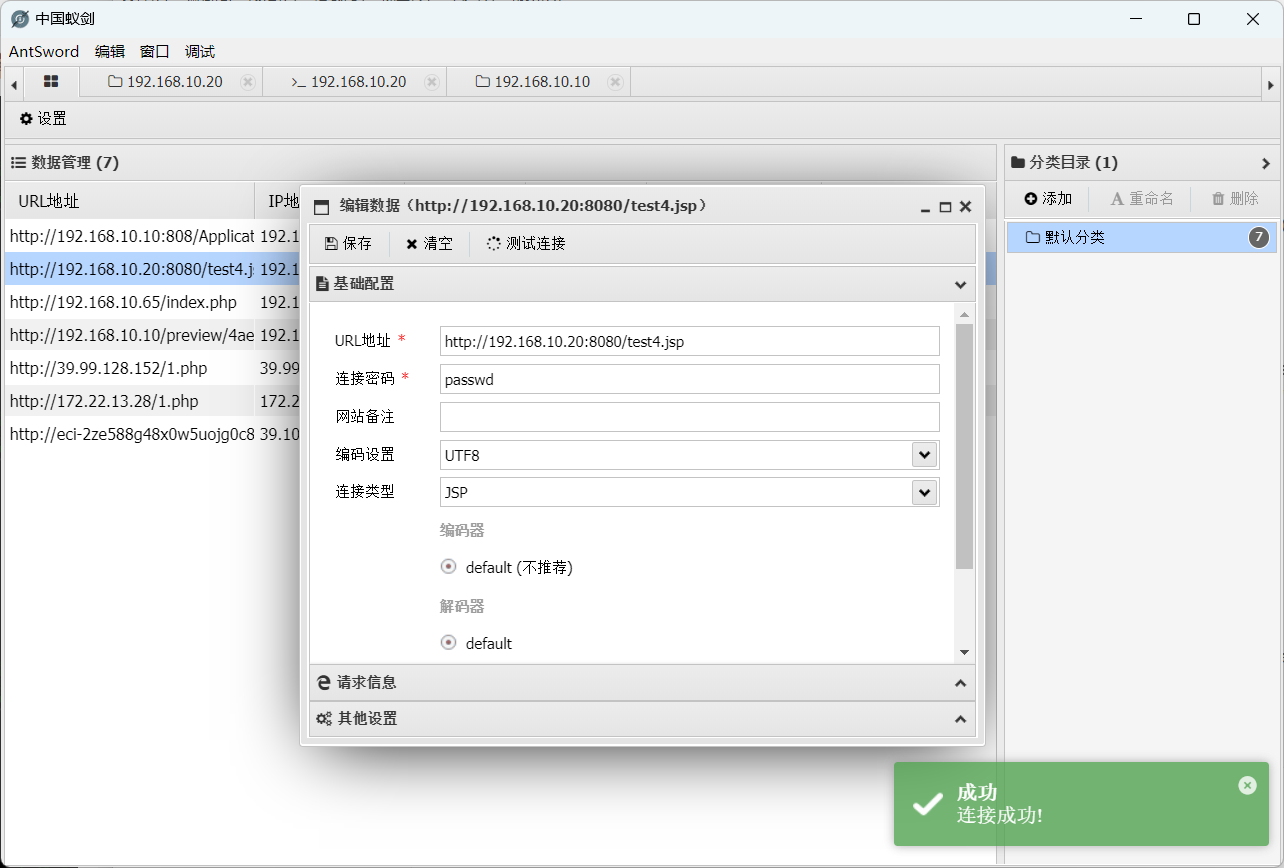 中国蚁剑
AntSword 编辑 窗口 调试
192.168.10.20 >_ 192.168.10.20 192.168.10.10
设置
数据管理 (7)
分类目录 (1)
URL地址 IP地
添加 重命名 删除
默认分类 7
http://192.168.10.10:808/Applicat 192.1
http://192.168.10.20:8080/test4.js 192.1
http://192.168.10.65/index.php 192.1
http://192.168.10.10/preview/4ae 192.1
http://39.99.128.152/1.php 39.99
http://172.22.13.28/1.php 172.2
http://eci-2ze588g48x0w5uojg0c8 39.10
编辑数据（http://192.168.10.20:8080/test4.jsp）
保存 清空 测试连接
基础配置
URL地址 * http://192.168.10.20:8080/test4.jsp
连接密码 * passwd
网站备注
编码设置 UTF8
连接类型 JSP
编码器
default (不推荐)
解码器
default
请求信息
其他设置
成功
连接成功!